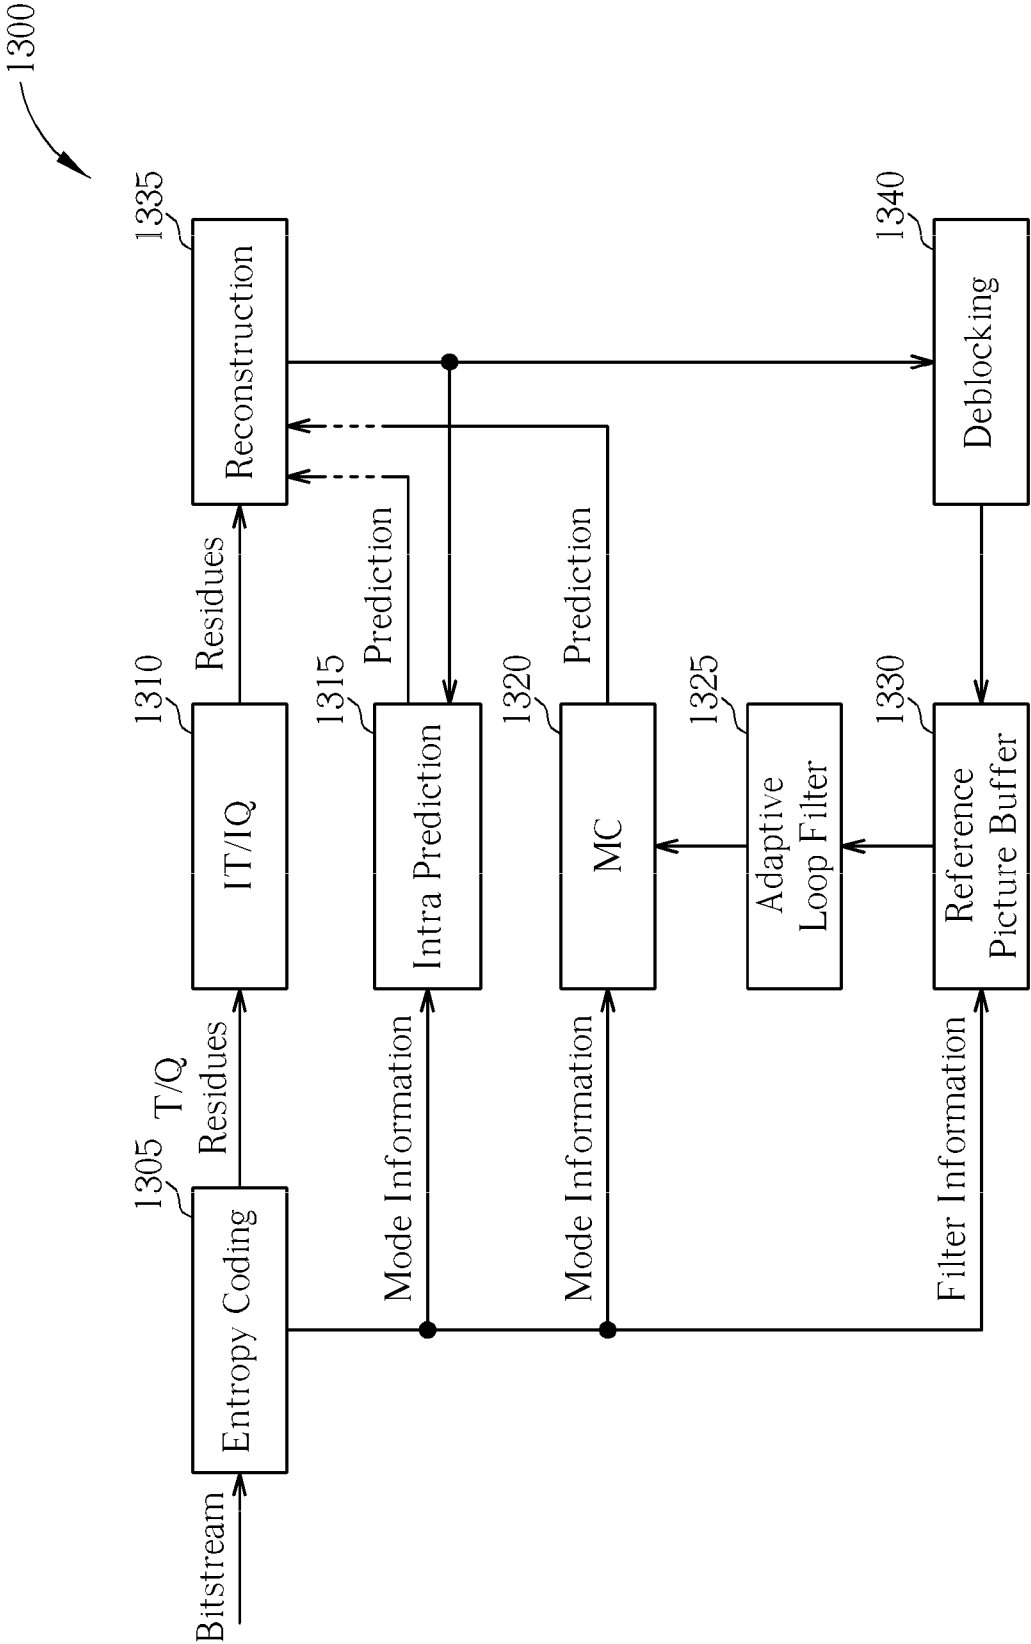 1300
Bitstream
1305
Entropy Coding
T/Q
Residues
1310
IT/IQ
Residues
1335
Reconstruction
Mode Information
1315
Intra Prediction
Prediction
Mode Information
1320
MC
Prediction
1325
Adaptive
Loop Filter
Filter Information
1330
Reference
Picture Buffer
1340
Deblocking